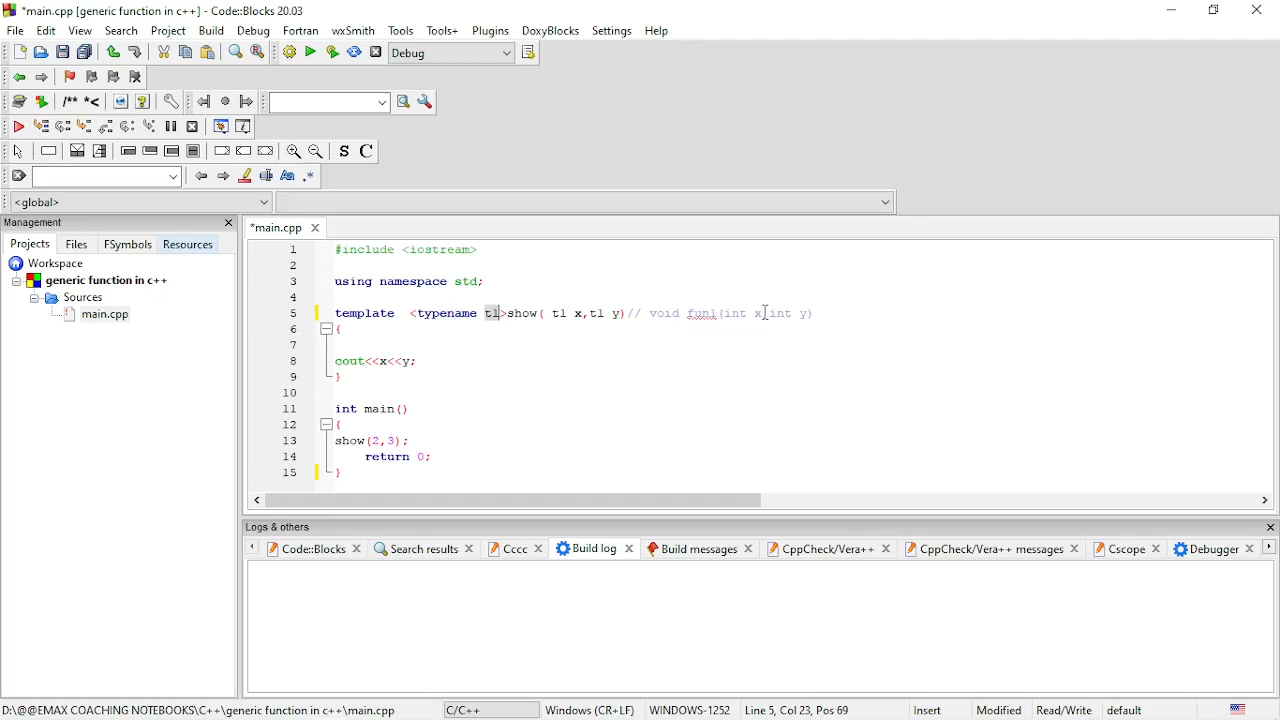 *main.cpp [generic function in c++] - Code::Blocks 20.03
File Edit View Search Project Build Debug Fortran wxSmith Tools Tools+ Plugins DoxyBlocks Settings Help
Debug
/** *<
S C
<global>
Management
*main.cpp
Projects Files FSymbols Resources
Workspace
generic function in c++
Sources
main.cpp
1 #include <iostream>
2
3 using namespace std;
4
5 template  <typename t1>show( t1 x,t1 y)// void fun1(int x,int y)
6 {
7
8 cout<<x<<y;
9 }
10
11 int main()
12 {
13 show(2,3);
14 return 0;
15 }
Logs & others
Code::Blocks Search results Cccc Build log Build messages CppCheck/Vera++ CppCheck/Vera++ messages Cscope Debugger
D:\@@EMAX COACHING NOTEBOOKS\C++\generic function in c++\main.cpp C/C++ Windows (CR+LF) WINDOWS-1252 Line 5, Col 23, Pos 69 Insert Modified Read/Write default